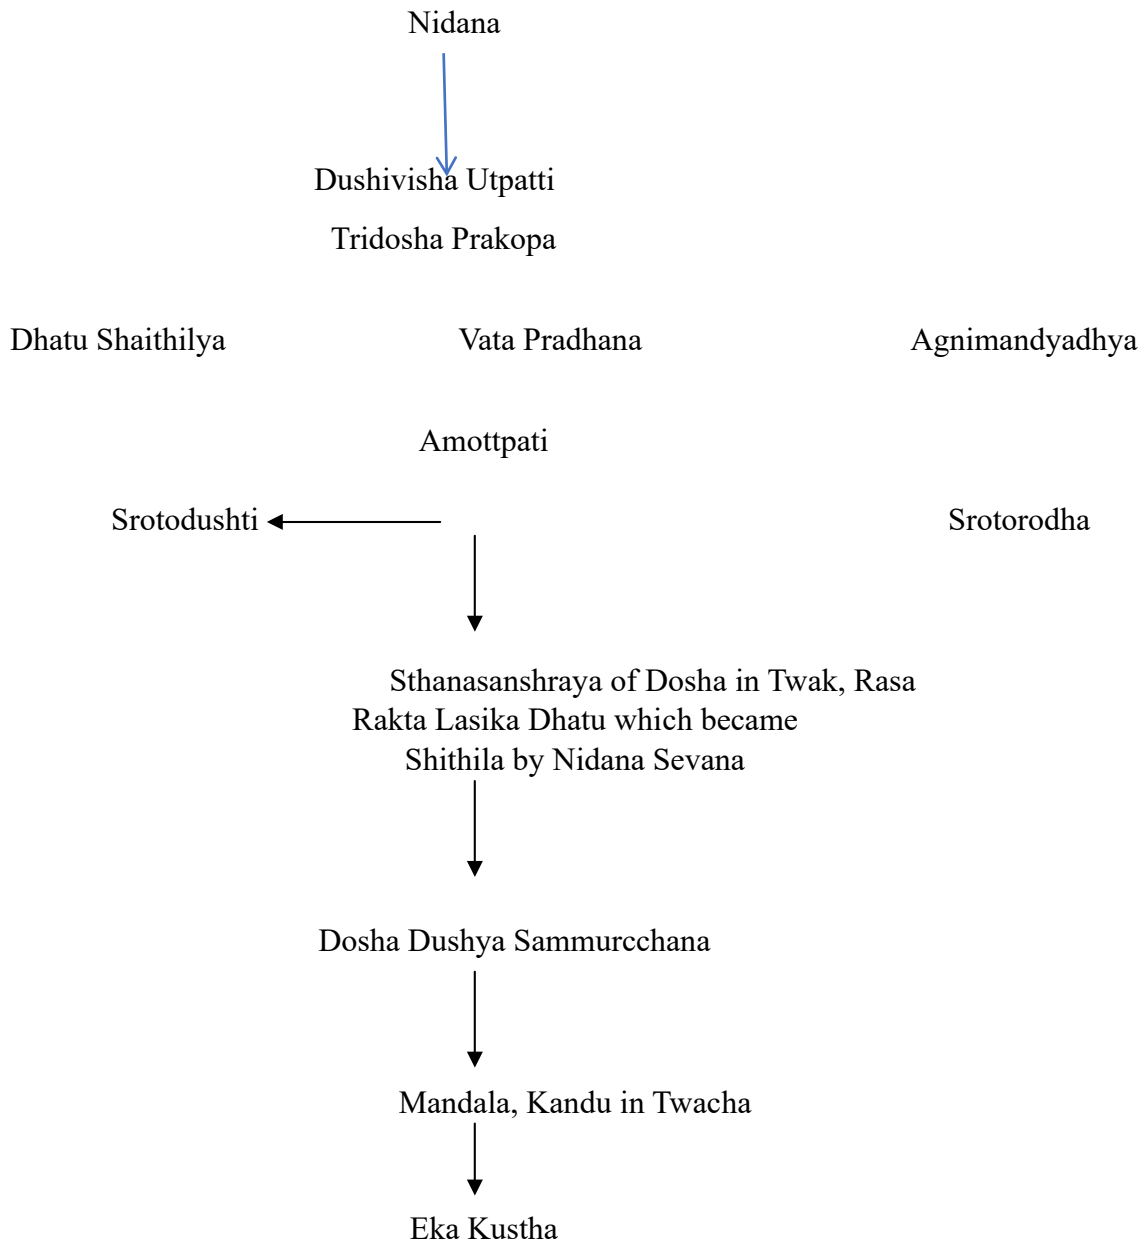 Nidana
Dushivisha Utpatti
Tridosha Prakopa
Dhatu Shaithilya Vata Pradhana Agnimandyadhya
Amottpati
Srotodushti Srotorodha
Sthanasanshraya of Dosha in Twak, Rasa
Rakta Lasika Dhatu which became
Shithila by Nidana Sevana
Dosha Dushya Sammurcchana
Mandala, Kandu in Twacha
Eka Kustha